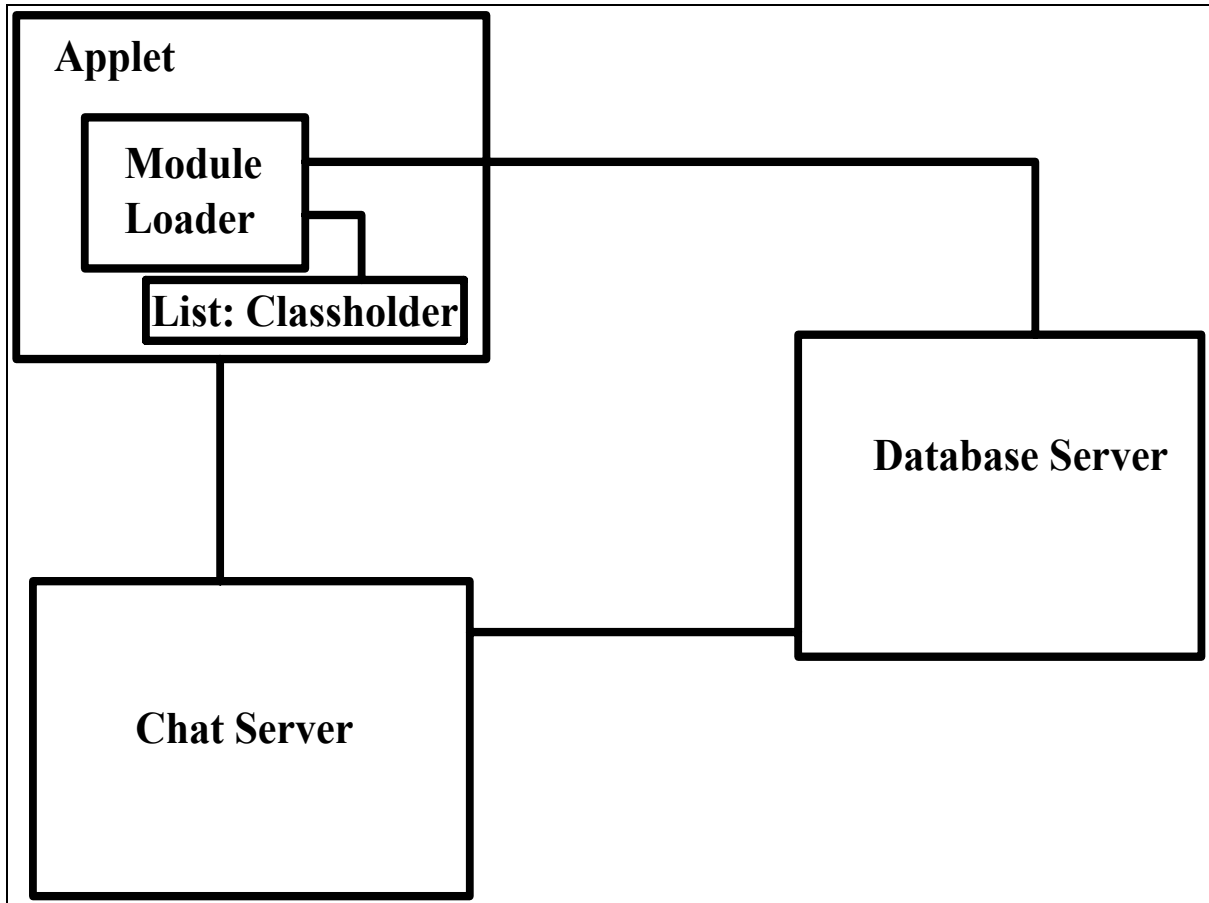 Applet
Module
Loader
List: Classholder
Database Server
Chat Server